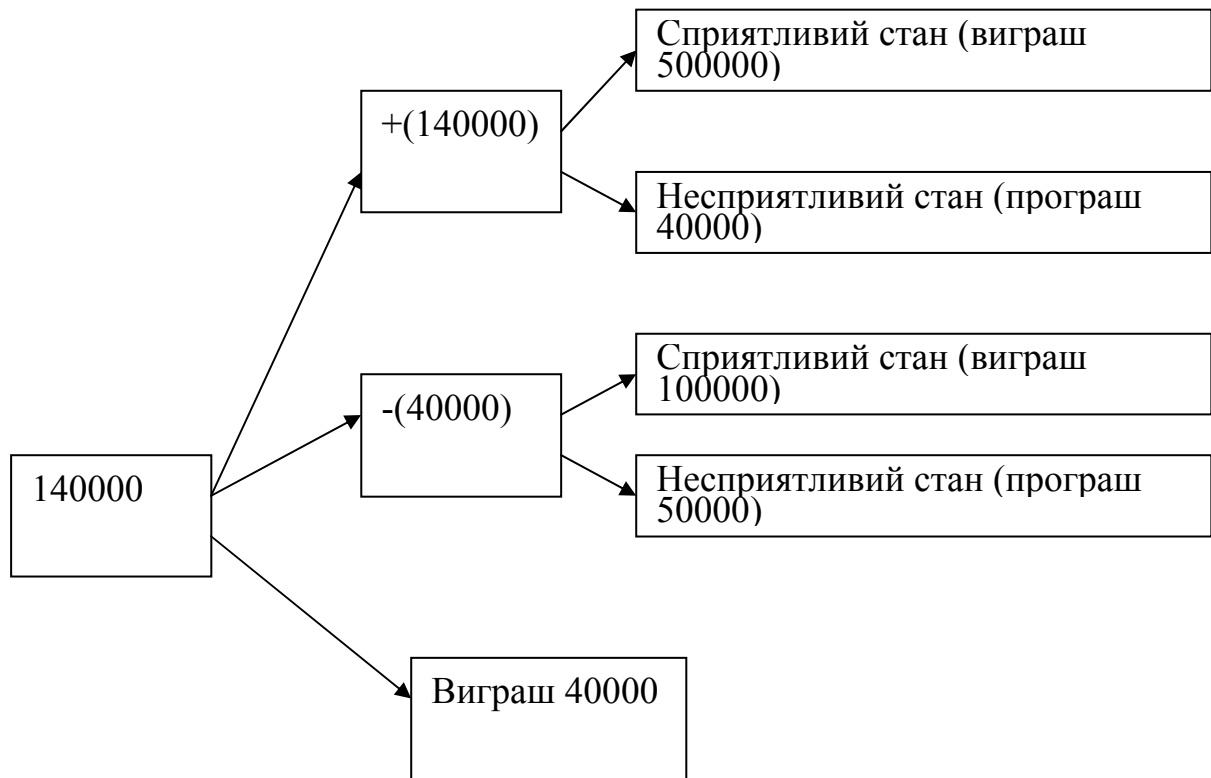 Сприятливий стан (виграш
500000)
+(140000)
Несприятливий стан (програш
40000)
Сприятливий стан (виграш
100000)
-(40000)
Несприятливий стан (програш
50000)
140000
Виграш 40000